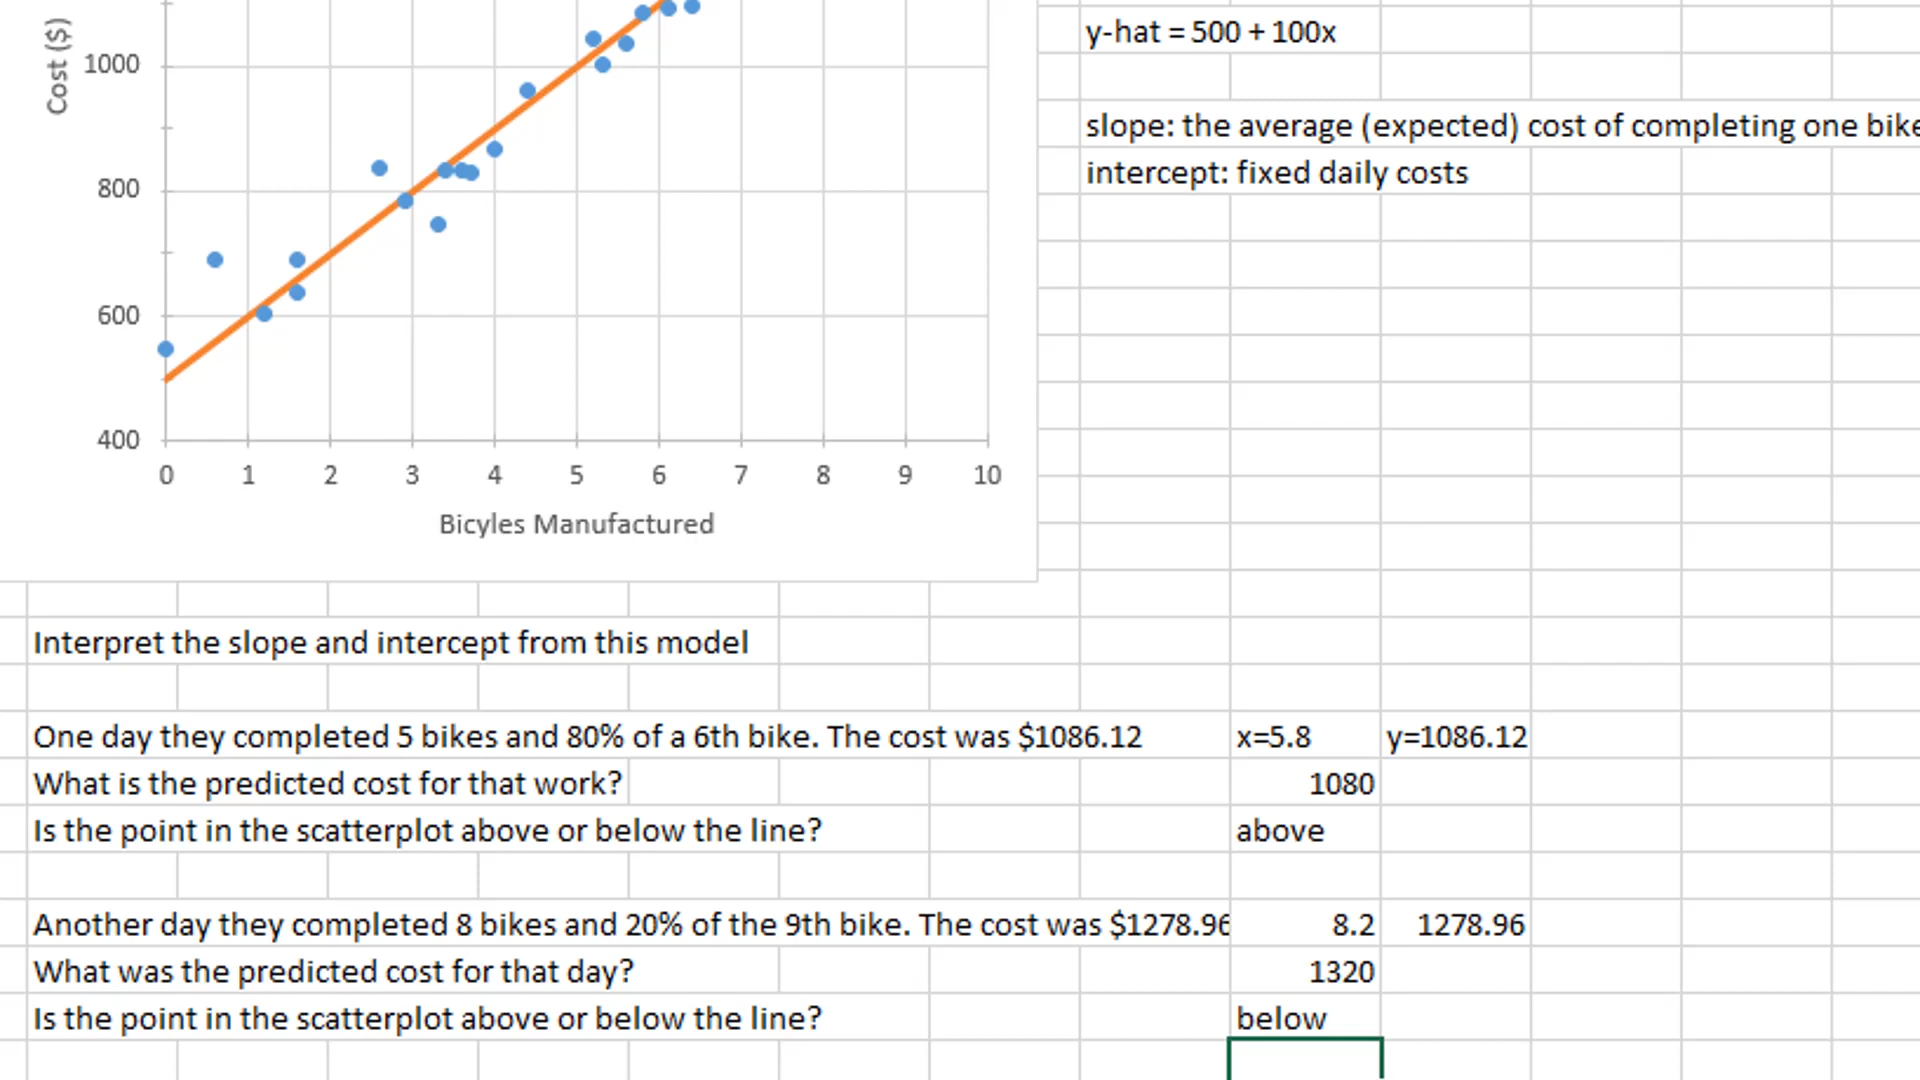 Cost ($)
1000
800
600
400
0 1 2 3 4 5 6 7 8 9 10
Bicyles Manufactured
y-hat = 500 + 100x
slope: the average (expected) cost of completing one bike
intercept: fixed daily costs
Interpret the slope and intercept from this model
One day they completed 5 bikes and 80% of a 6th bike. The cost was $1086.12 x=5.8 y=1086.12
What is the predicted cost for that work? 1080
Is the point in the scatterplot above or below the line? above
Another day they completed 8 bikes and 20% of the 9th bike. The cost was $1278.96 8.2 1278.96
What was the predicted cost for that day? 1320
Is the point in the scatterplot above or below the line? below